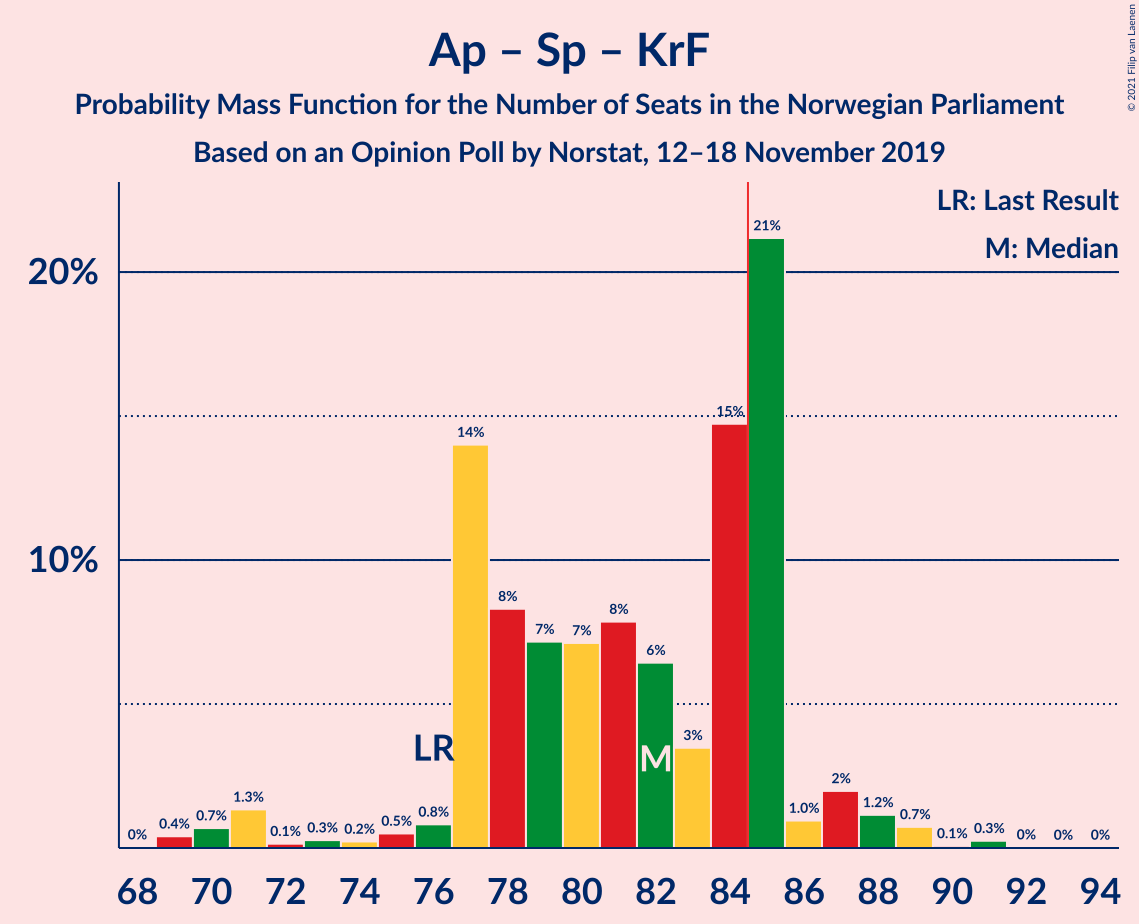 Ap – Sp – KrF
Probability Mass Function for the Number of Seats in the Norwegian Parliament
Based on an Opinion Poll by Norstat, 12–18 November 2019
© 2021 Filip van Laenen
LR: Last Result
M: Median
20%
10%
0% 0.4% 0.7% 1.3% 0.1% 0.3% 0.2% 0.5% 0.8% 14% 8% 7% 7% 8% 6% 3% 15% 21% 1.0% 2% 1.2% 0.7% 0.1% 0.3% 0% 0% 0%
LR M
68 70 72 74 76 78 80 82 84 86 88 90 92 94